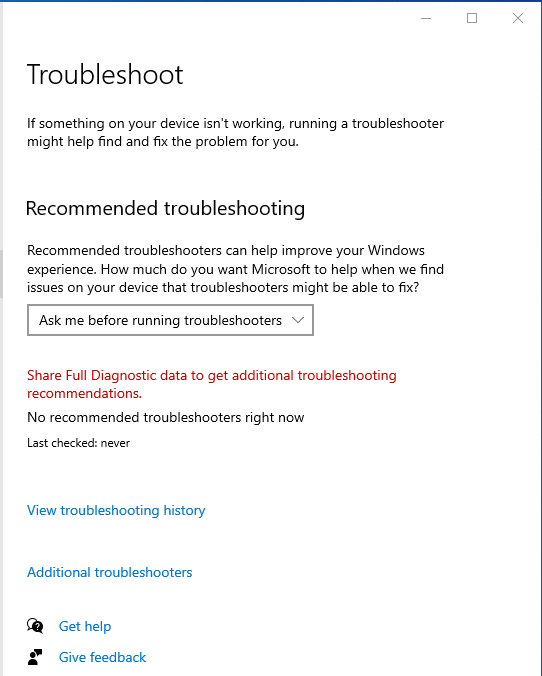 Troubleshoot
If something on your device isn't working, running a troubleshooter
might help find and fix the problem for you.
Recommended troubleshooting
Recommended troubleshooters can help improve your Windows
experience. How much do you want Microsoft to help when we find
issues on your device that troubleshooters might be able to fix?
Ask me before running troubleshooters
Share Full Diagnostic data to get additional troubleshooting
recommendations.
No recommended troubleshooters right now
Last checked: never
View troubleshooting history
Additional troubleshooters
Get help
Give feedback